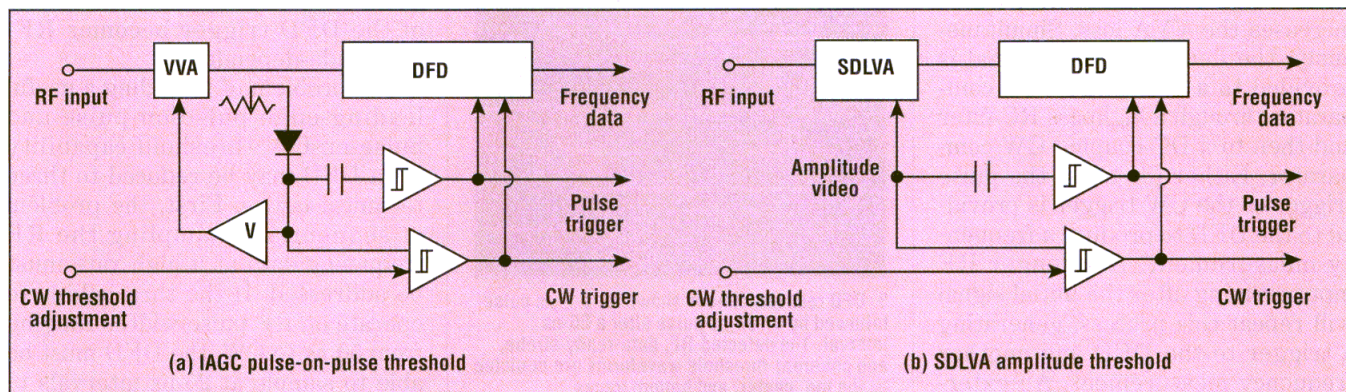 VVA
DFD
RF input
Frequency
data
V
Pulse
trigger
CW threshold
adjustment
CW trigger
(a) IAGC pulse-on-pulse threshold
SDLVA
DFD
RF input
Frequency
data
Amplitude
video
Pulse
trigger
CW threshold
adjustment
CW trigger
(b) SDLVA amplitude threshold